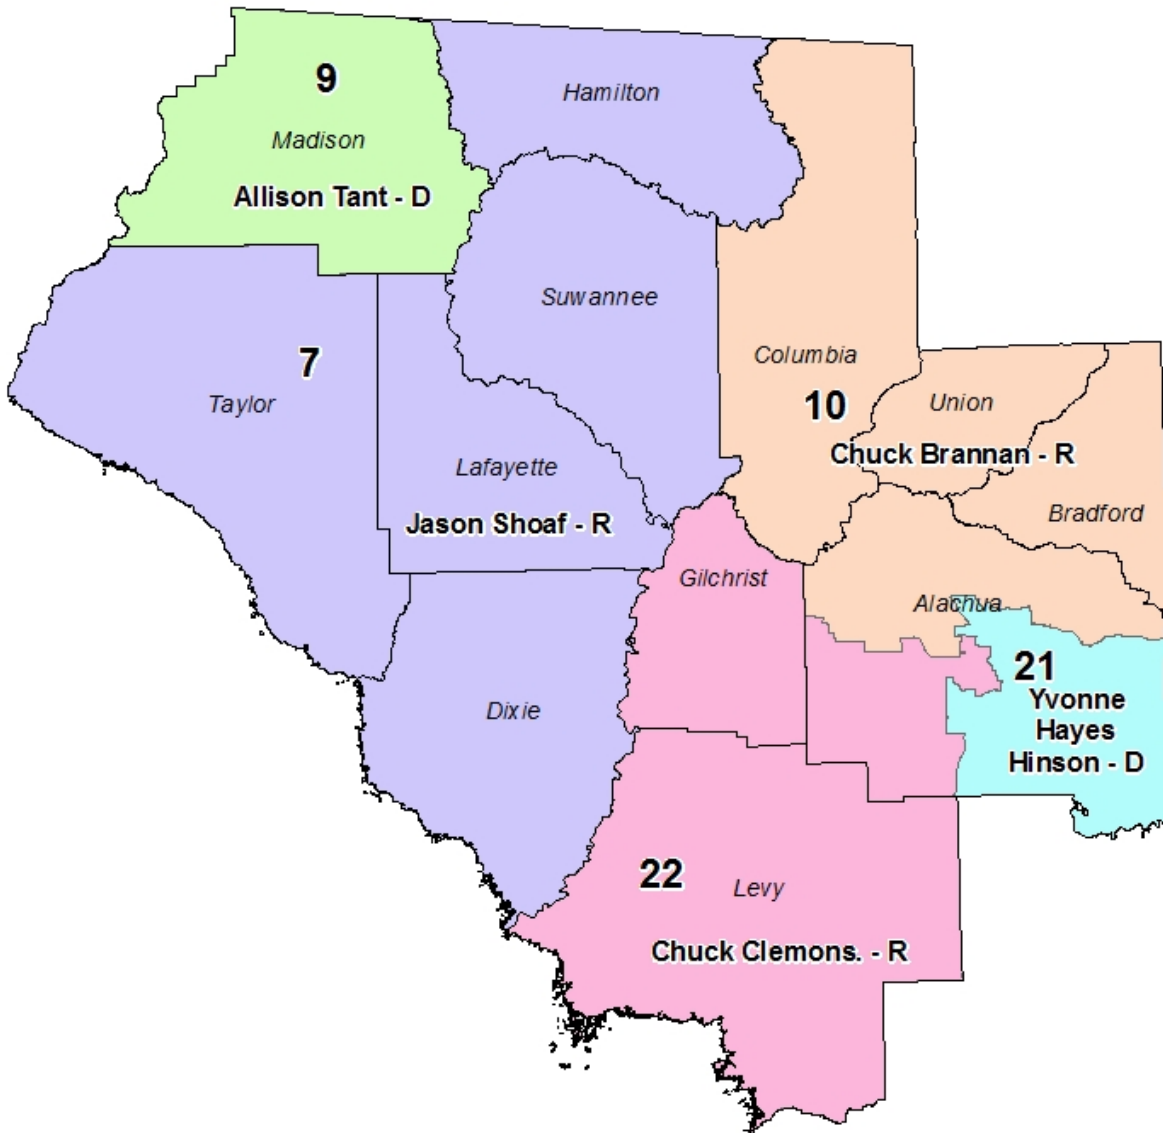 9
Madison
Allison Tant - D
Hamilton
Suwannee
7
Taylor
Columbia
10
Union
Chuck Brannan - R
Lafayette
Jason Shoaf - R
Bradford
Gilchrist
Alachua
21
Yvonne
Hayes
Hinson - D
Dixie
22
Levy
Chuck Clemons. - R